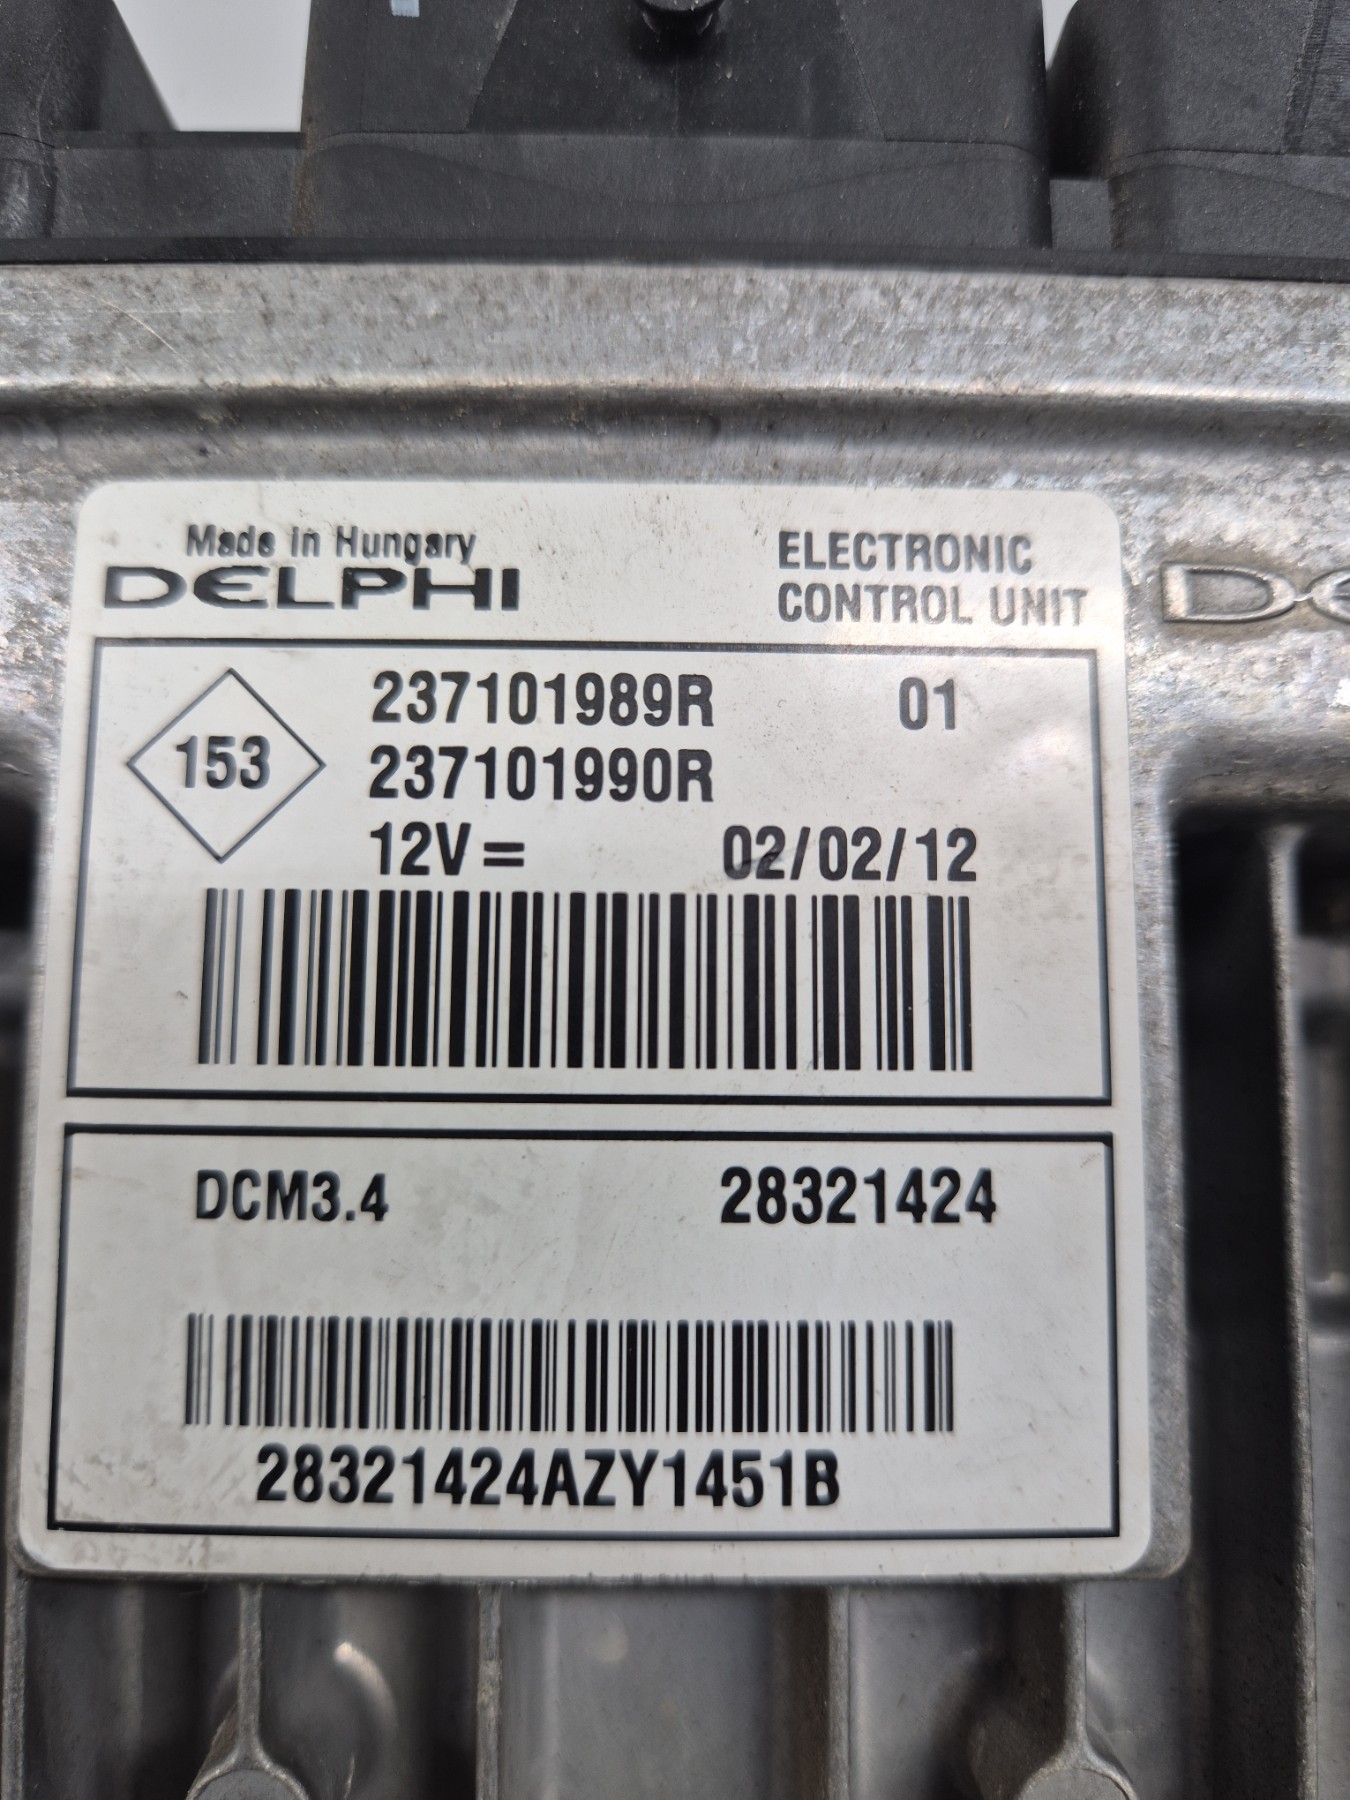 Made in Hungary
DELPHI
ELECTRONIC
CONTROL UNIT
153
237101989R 01
237101990R
12V= 02/02/12
DCM3.4 28321424
28321424AZY1451B